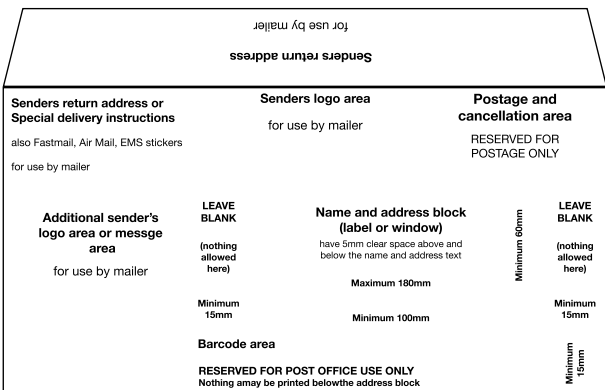 for use by mailer
Senders return address
Senders return address or
Special delivery instructions
also Fastmail, Air Mail, EMS stickers
for use by mailer
Senders logo area
for use by mailer
Postage and
cancellation area
RESERVED FOR
POSTAGE ONLY
Additional sender's
logo area or messge
area
for use by mailer
LEAVE
BLANK
(nothing
allowed
here)
Minimum
15mm
Name and address block
(label or window)
have 5mm clear space above and
below the name and address text
Maximum 180mm
Minimum 100mm
Minimum 60mm
LEAVE
BLANK
(nothing
allowed
here)
Minimum
15mm
Barcode area
RESERVED FOR POST OFFICE USE ONLY
Nothing amay be printed belowthe address block
Minimum
15mm